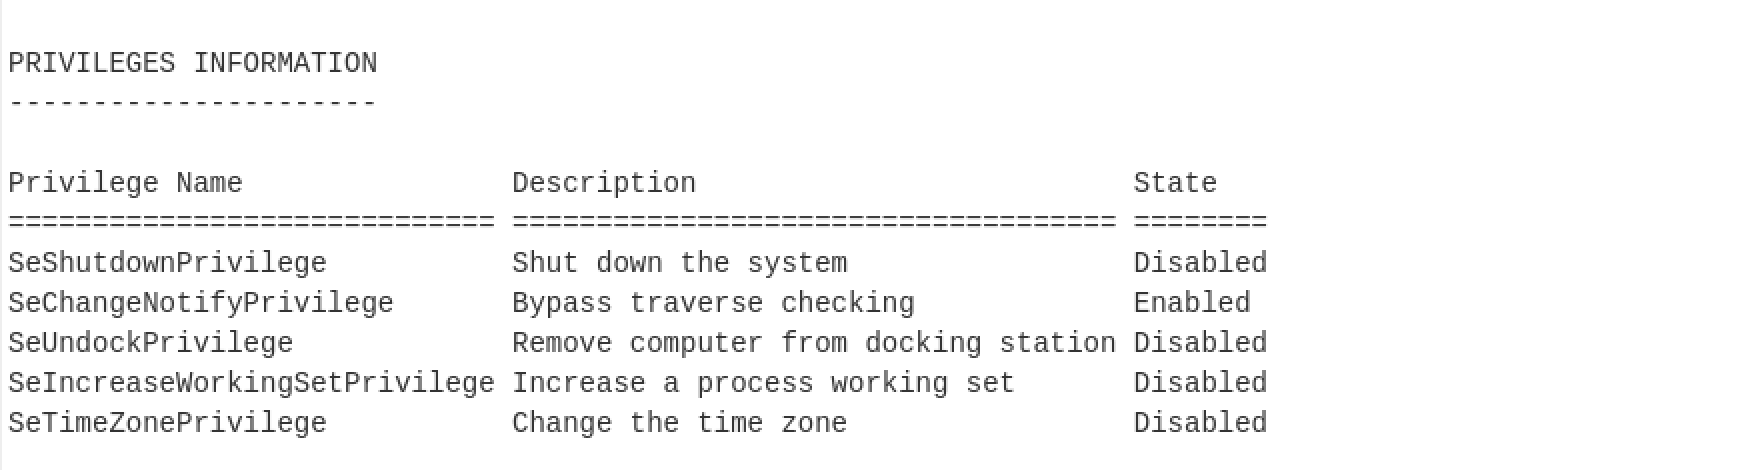 PRIVILEGES INFORMATION
----------------------
Privilege Name                Description                          State
============================= ==================================== ========
SeShutdownPrivilege           Shut down the system                 Disabled
SeChangeNotifyPrivilege       Bypass traverse checking             Enabled
SeUndockPrivilege             Remove computer from docking station Disabled
SeIncreaseWorkingSetPrivilege Increase a process working set       Disabled
SeTimeZonePrivilege           Change the time zone                 Disabled